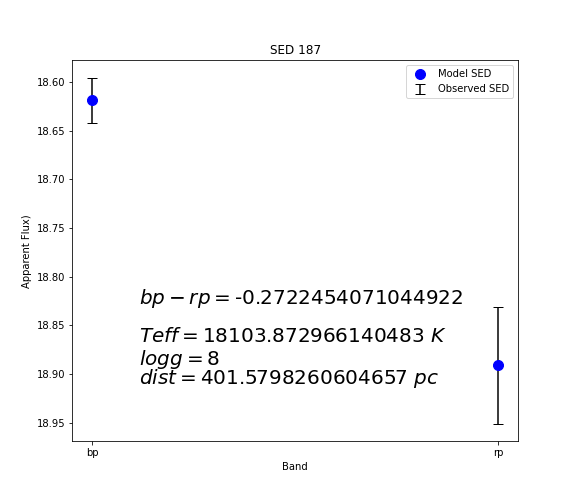 SED 187
Model SED
Observed SED
18.60
18.65
18.70
18.75
18.80
18.85
18.90
18.95
Apparent Flux)
bp − rp = -0.2722454071044922
Teff = 18103.872966140483 K
logg = 8
dist = 401.5798260604657 pc
bp
rp
Band